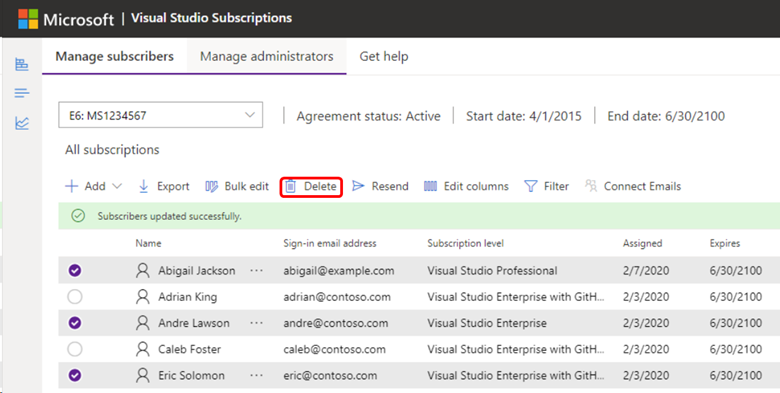 Microsoft Visual Studio Subscriptions
Manage subscribers Manage administrators Get help
E6: MS1234567 Agreement status: Active Start date: 4/1/2015 End date: 6/30/2100
All subscriptions
Add Export Bulk edit Delete Resend Edit columns Filter Connect Emails
Subscribers updated successfully.
Name Sign-in email address Subscription level Assigned Expires
Abigail Jackson ... abigail@example.com Visual Studio Professional 2/7/2020 6/30/2100
Adrian King adrian@contoso.com Visual Studio Enterprise with GitH... 2/3/2020 6/30/2100
Andre Lawson ... andre@contoso.com Visual Studio Enterprise 2/3/2020 6/30/2100
Caleb Foster caleb@contoso.com Visual Studio Enterprise with GitH... 2/3/2020 6/30/2100
Eric Solomon ... eric@contoso.com Visual Studio Enterprise with GitH... 2/3/2020 6/30/2100